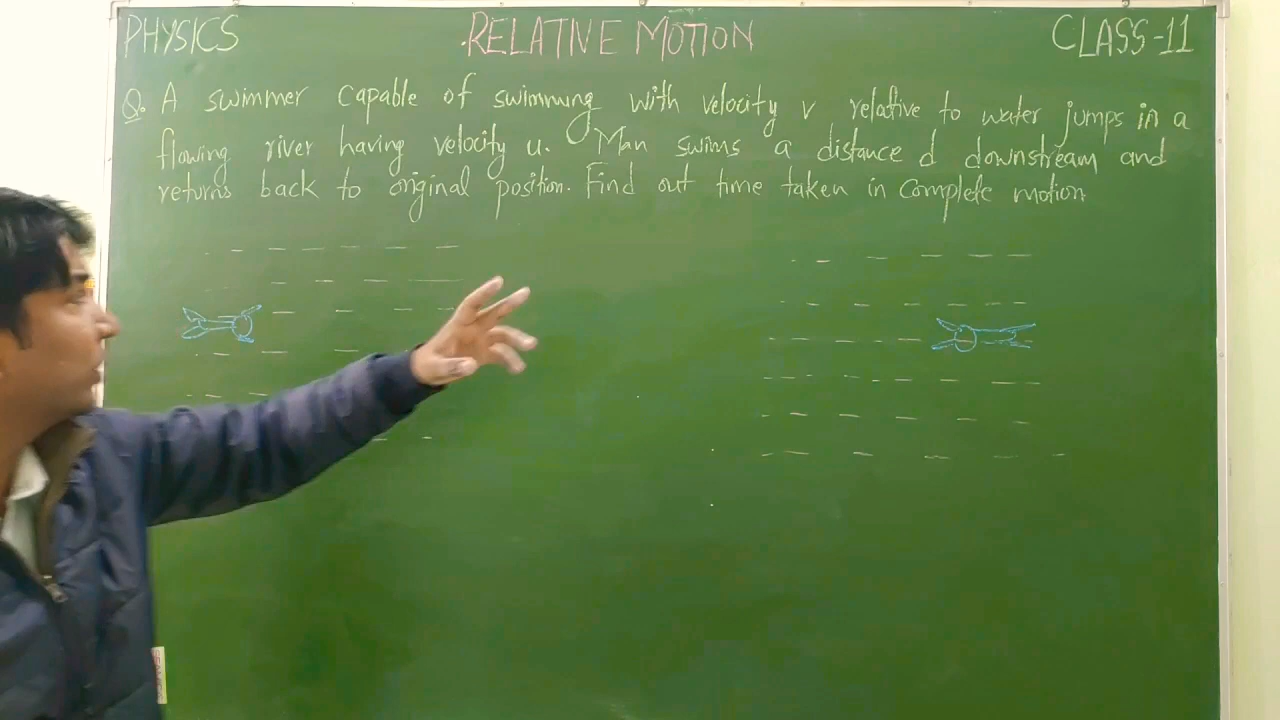 PHYSICS
RELATIVE MOTION
CLASS-11
Q. A swimmer capable of swimming with velocity v relative to water jumps in a
flowing river having velocity u. Man swims a distance d downstream and
returns back to original position. Find out time taken in complete motion